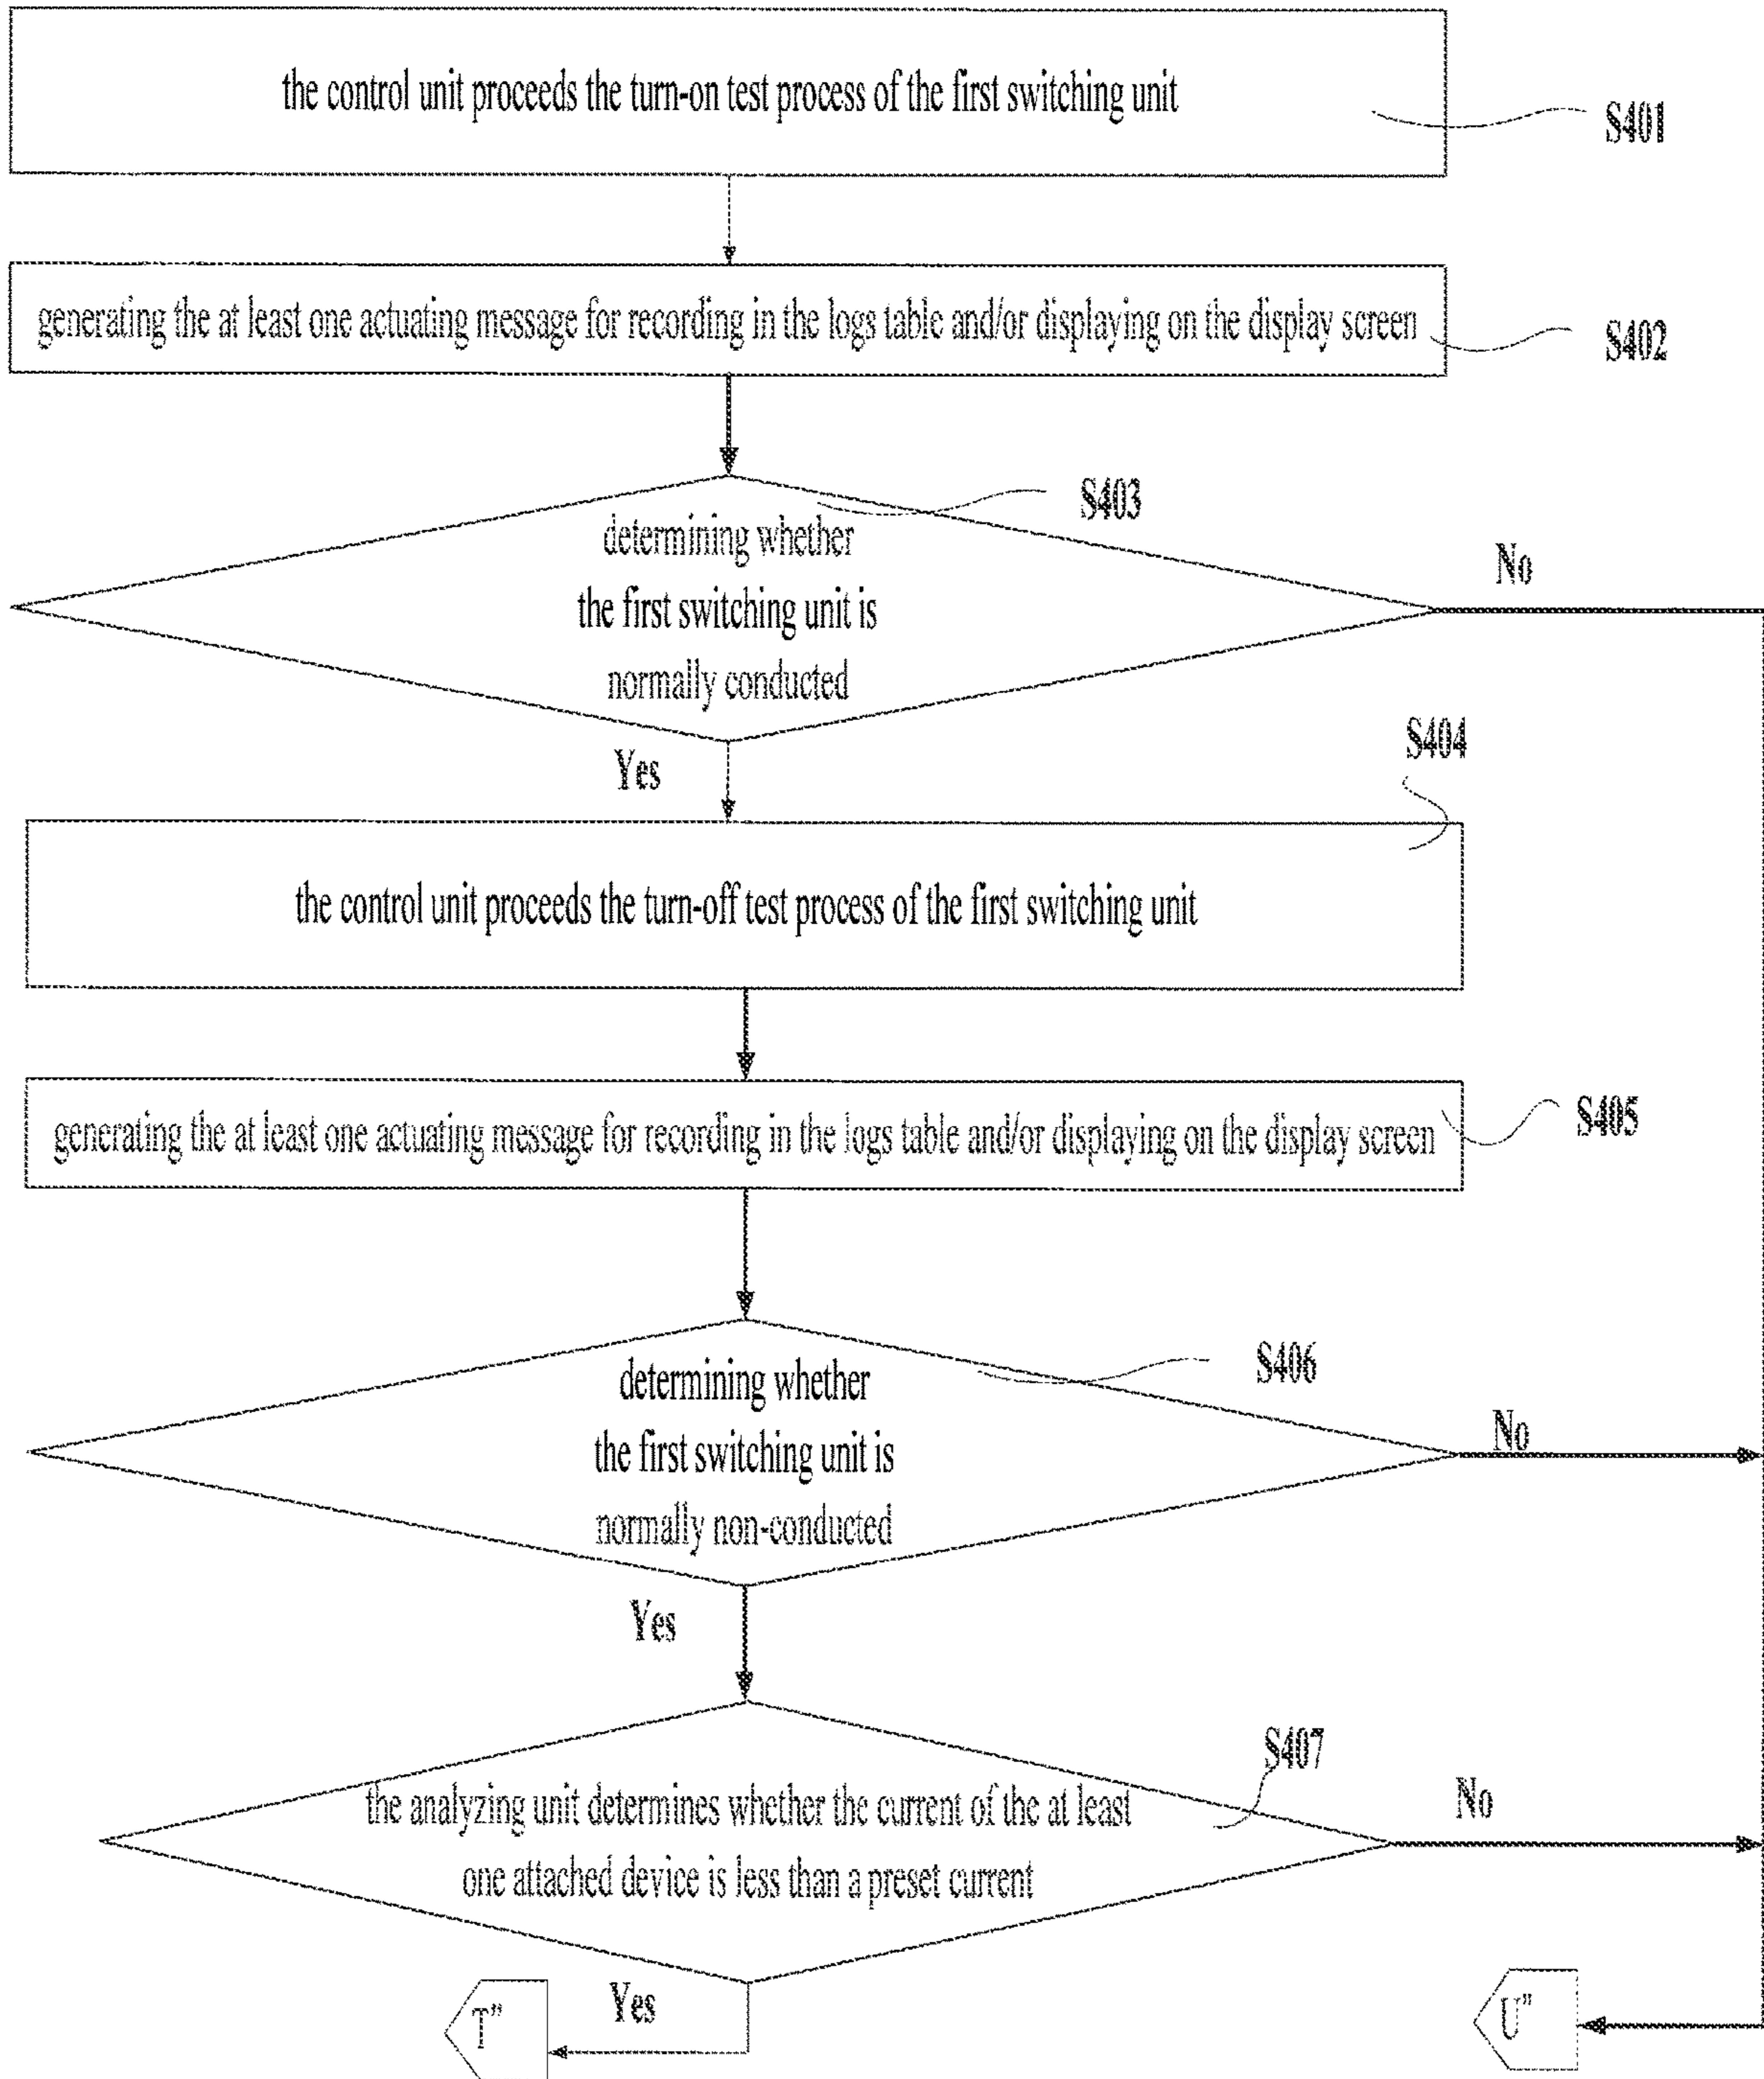 the control unit proceeds the turn-on test process of the first switching unit
S401
generating the at least one actuating message for recording in the logs table and/or displaying on the display screen
S402
S403
determining whether
the first switching unit is
normally conducted
No
Yes
S404
the control unit proceeds the turn-off test process of the first switching unit
generating the at least one actuating message for recording in the logs table and/or displaying on the display screen
S405
S406
determining whether
the first switching unit is
normally non-conducted
No
Yes
S407
the analyzing unit determines whether the current of the at least
one attached device is less than a preset current
No
Yes
T"
U"